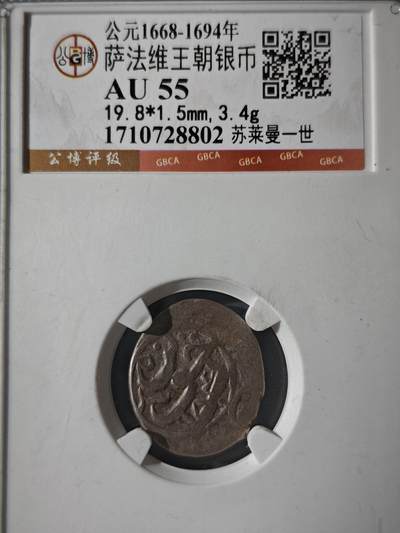 公元1668-1694年
萨法维王朝银币
AU 55
19.8*1.5mm,3.4g
1710728802 苏莱曼一世
公博评级 GBCA GBCA GBCA GBCA